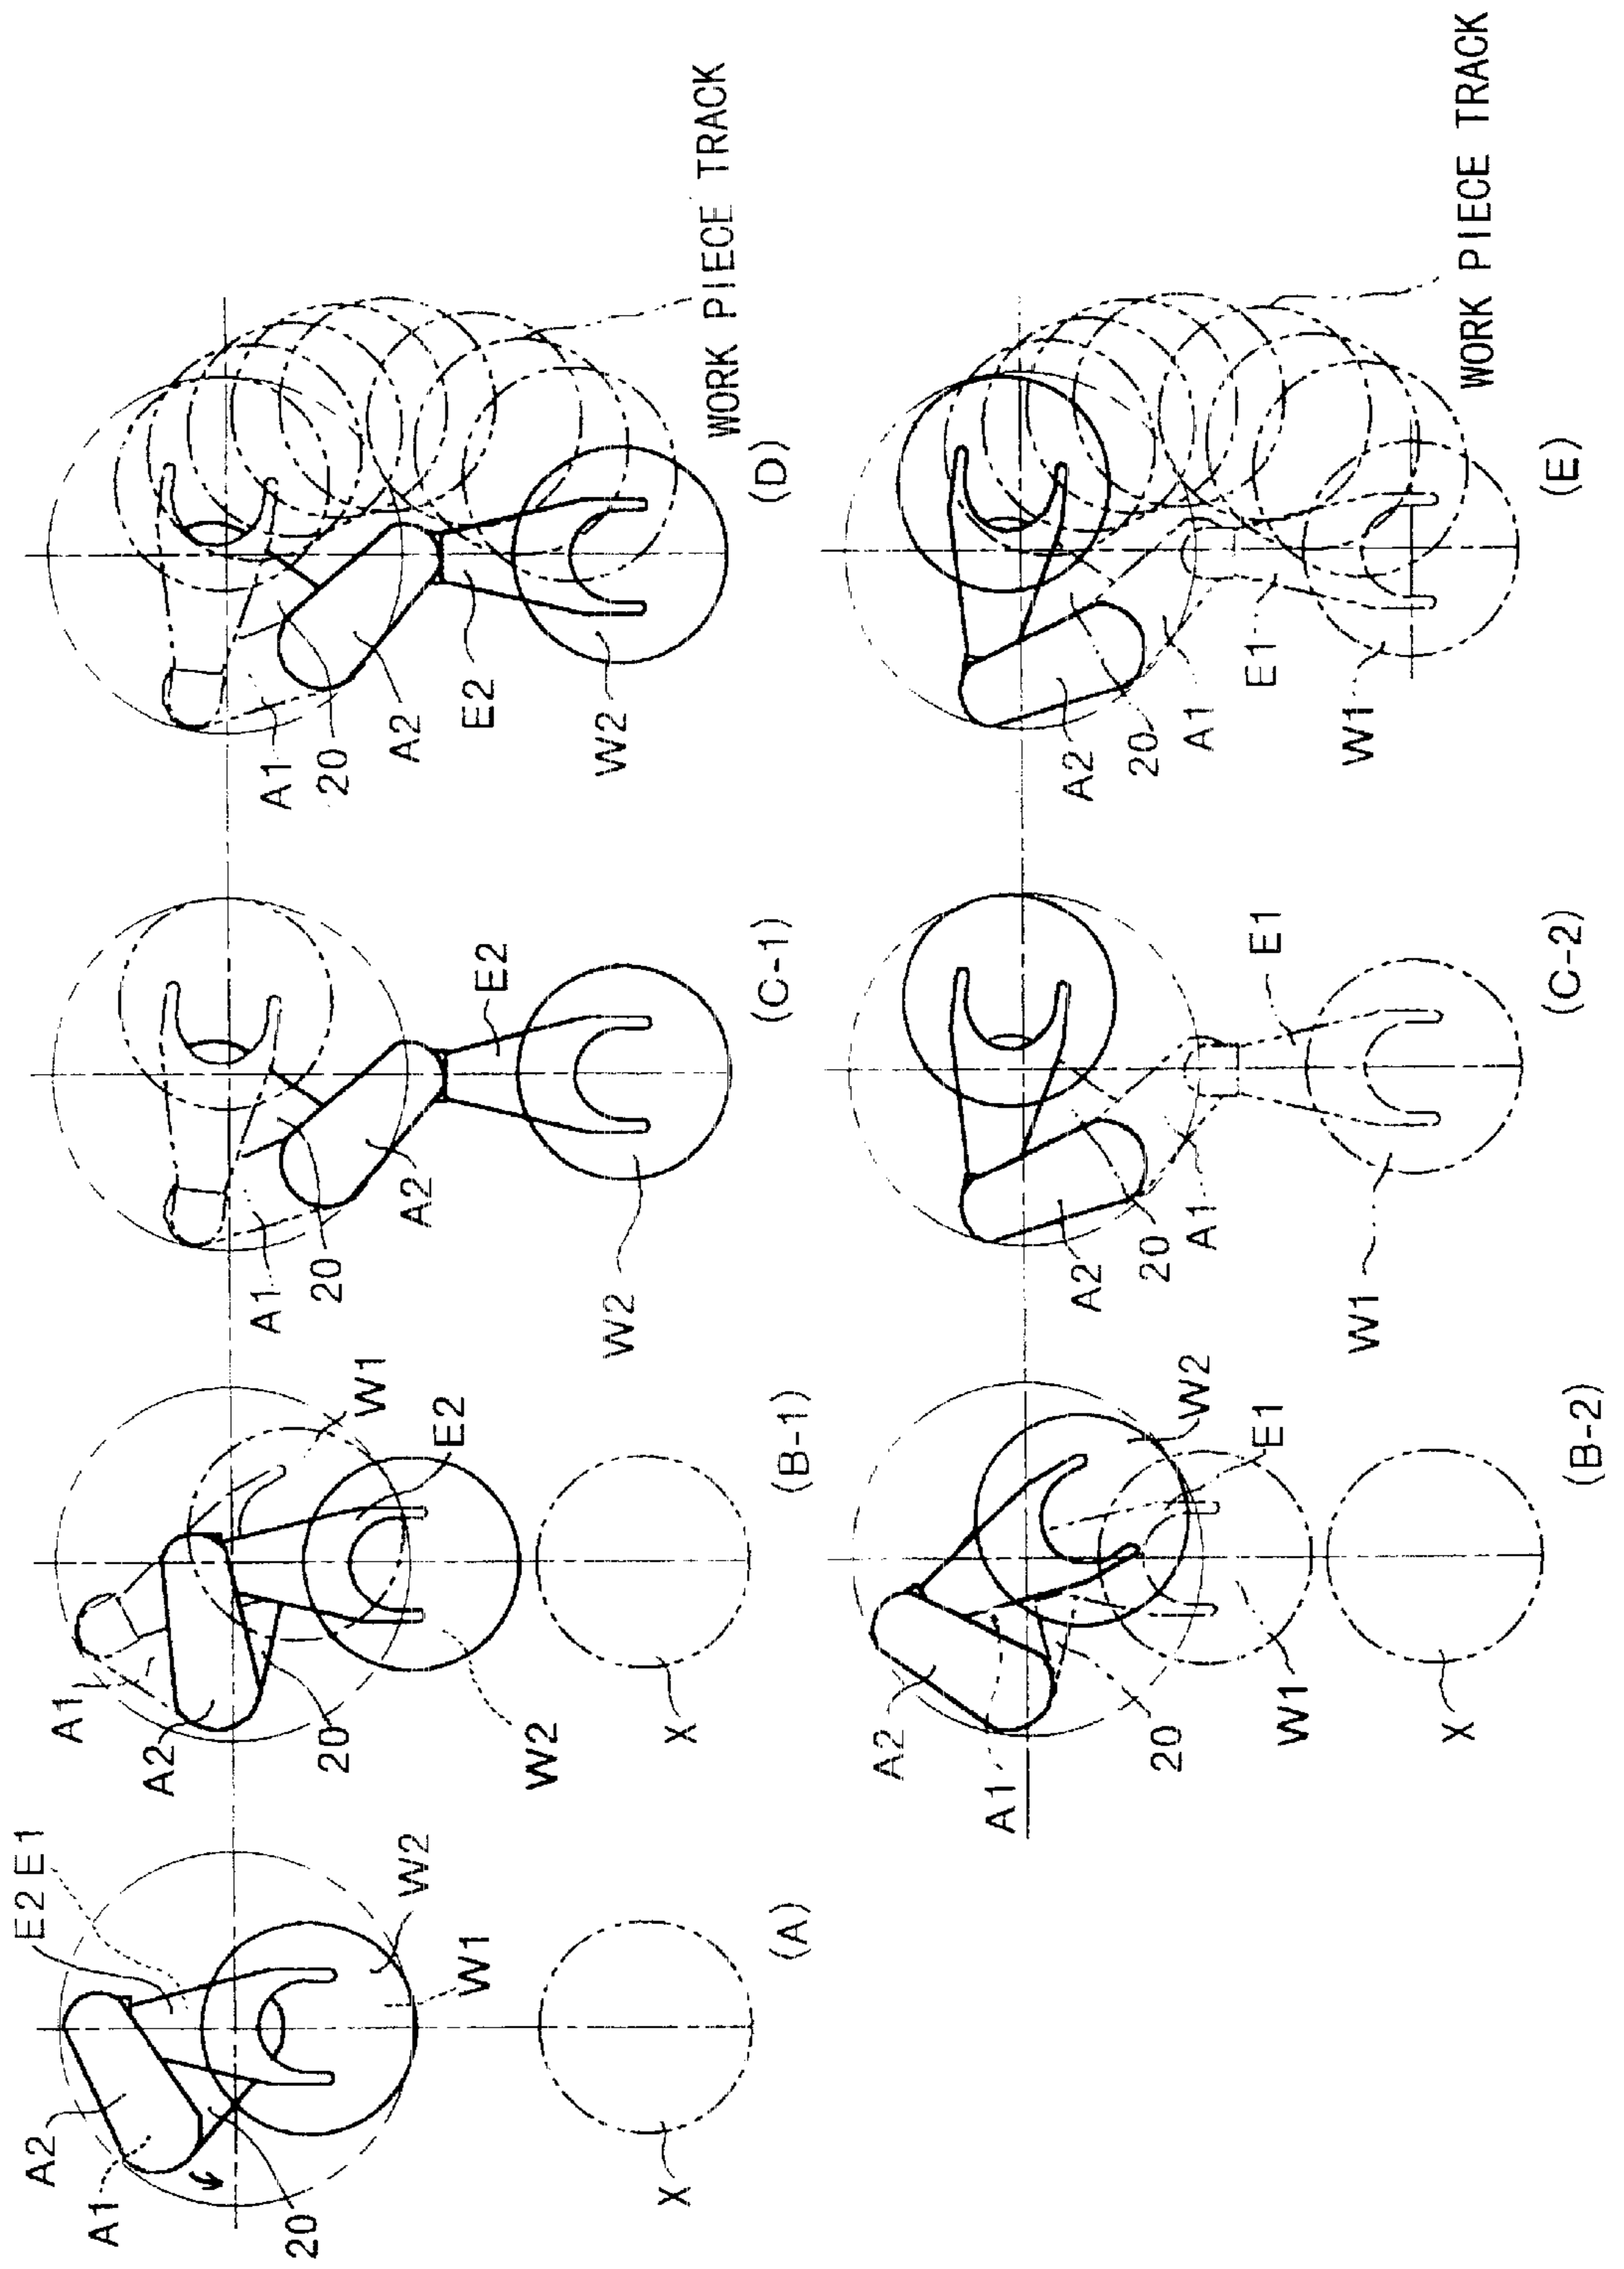 E2 E1
A2
A1
20
W2
W1
X
(A)
A1
A2
20
W1
E2
W2
X
(B-1)
A1
20
A2
E2
W2
(C-1)
A1
20
A2
E2
W2
WORK PIECE TRACK
(D)
A2
A1
20
W2
E1
W1
X
(B-2)
A2
20
A1
E1
W1
(C-2)
A2
20
A1
E1
W1
WORK PIECE TRACK
(E)